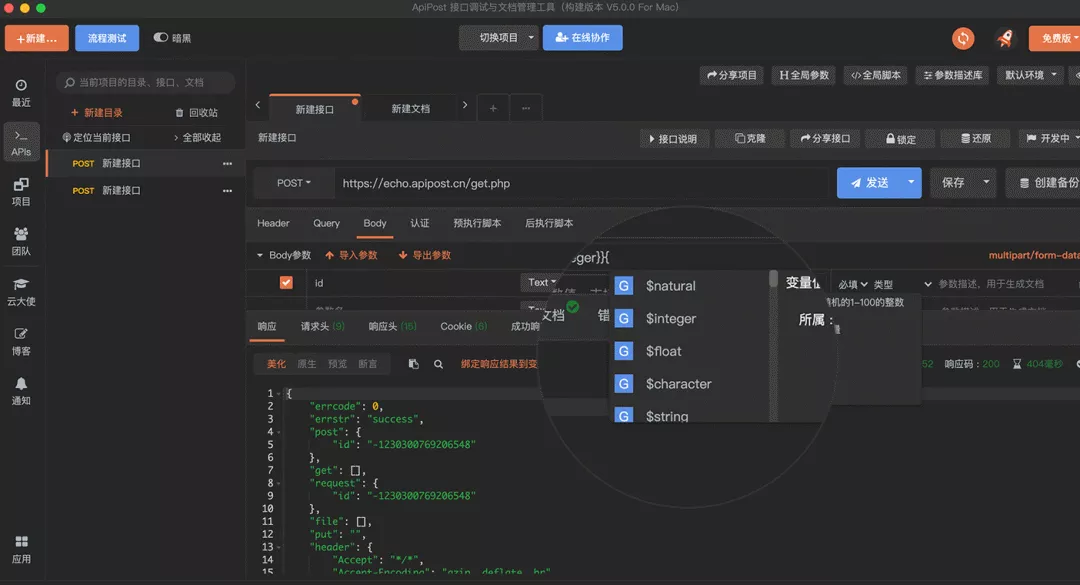 ApiPost 接口调试与文档管理工具（构建版本 V5.0.0 For Mac）
+新建...
流程测试
暗黑
切换项目
在线协作
免费版
当前项目的目录、接口、文档
分享项目
全局参数
全局脚本
参数描述库
默认环境
最近
+ 新建目录
回收站
新建接口
新建文档
+
...
定位当前接口
> 全部收起
新建接口
接口说明
克隆
分享接口
锁定
还原
开发中
APIs
POST 新建接口
...
POST 新建接口
...
POST
https://echo.apipost.cn/get.php
发送
保存
创建备份
项目
团队
云大使
博客
通知
应用
Header
Query
Body
认证
预执行脚本
后执行脚本
Body参数
导入参数
导出参数
ger}}{
multipart/form-data
id
Text
$natural
$integer
$float
$character
$string
变量值
必填
类型
参数描述，用于生成文档
机的1-100的整数
所属：
响应
请求头 (9)
响应头 (15)
Cookie (6)
成功响
文档
错
美化
原生
预览
断言
绑定响应结果到变
响应码：200
404毫秒
1 {
2 "errcode": 0,
3 "errstr": "success",
4 "post": {
5 "id": "-1230300769206548"
6 },
7 "get": [],
8 "request": {
9 "id": "-1230300769206548"
10 },
11 "file": [],
12 "put": "",
13 "header": {
14 "Accept": "*/*",
15 "Accept-Encoding": "gzip, deflate, br"